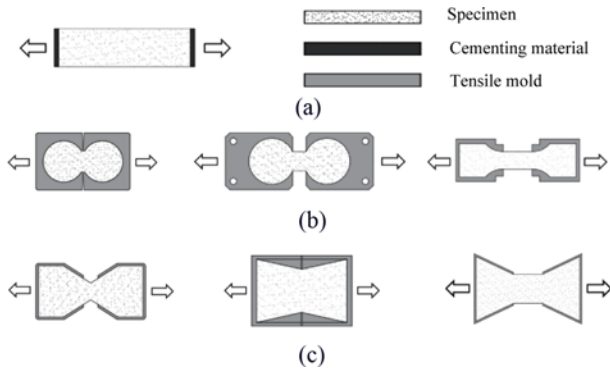 Specimen
Cementing material
Tensile mold
(a)
(b)
(c)